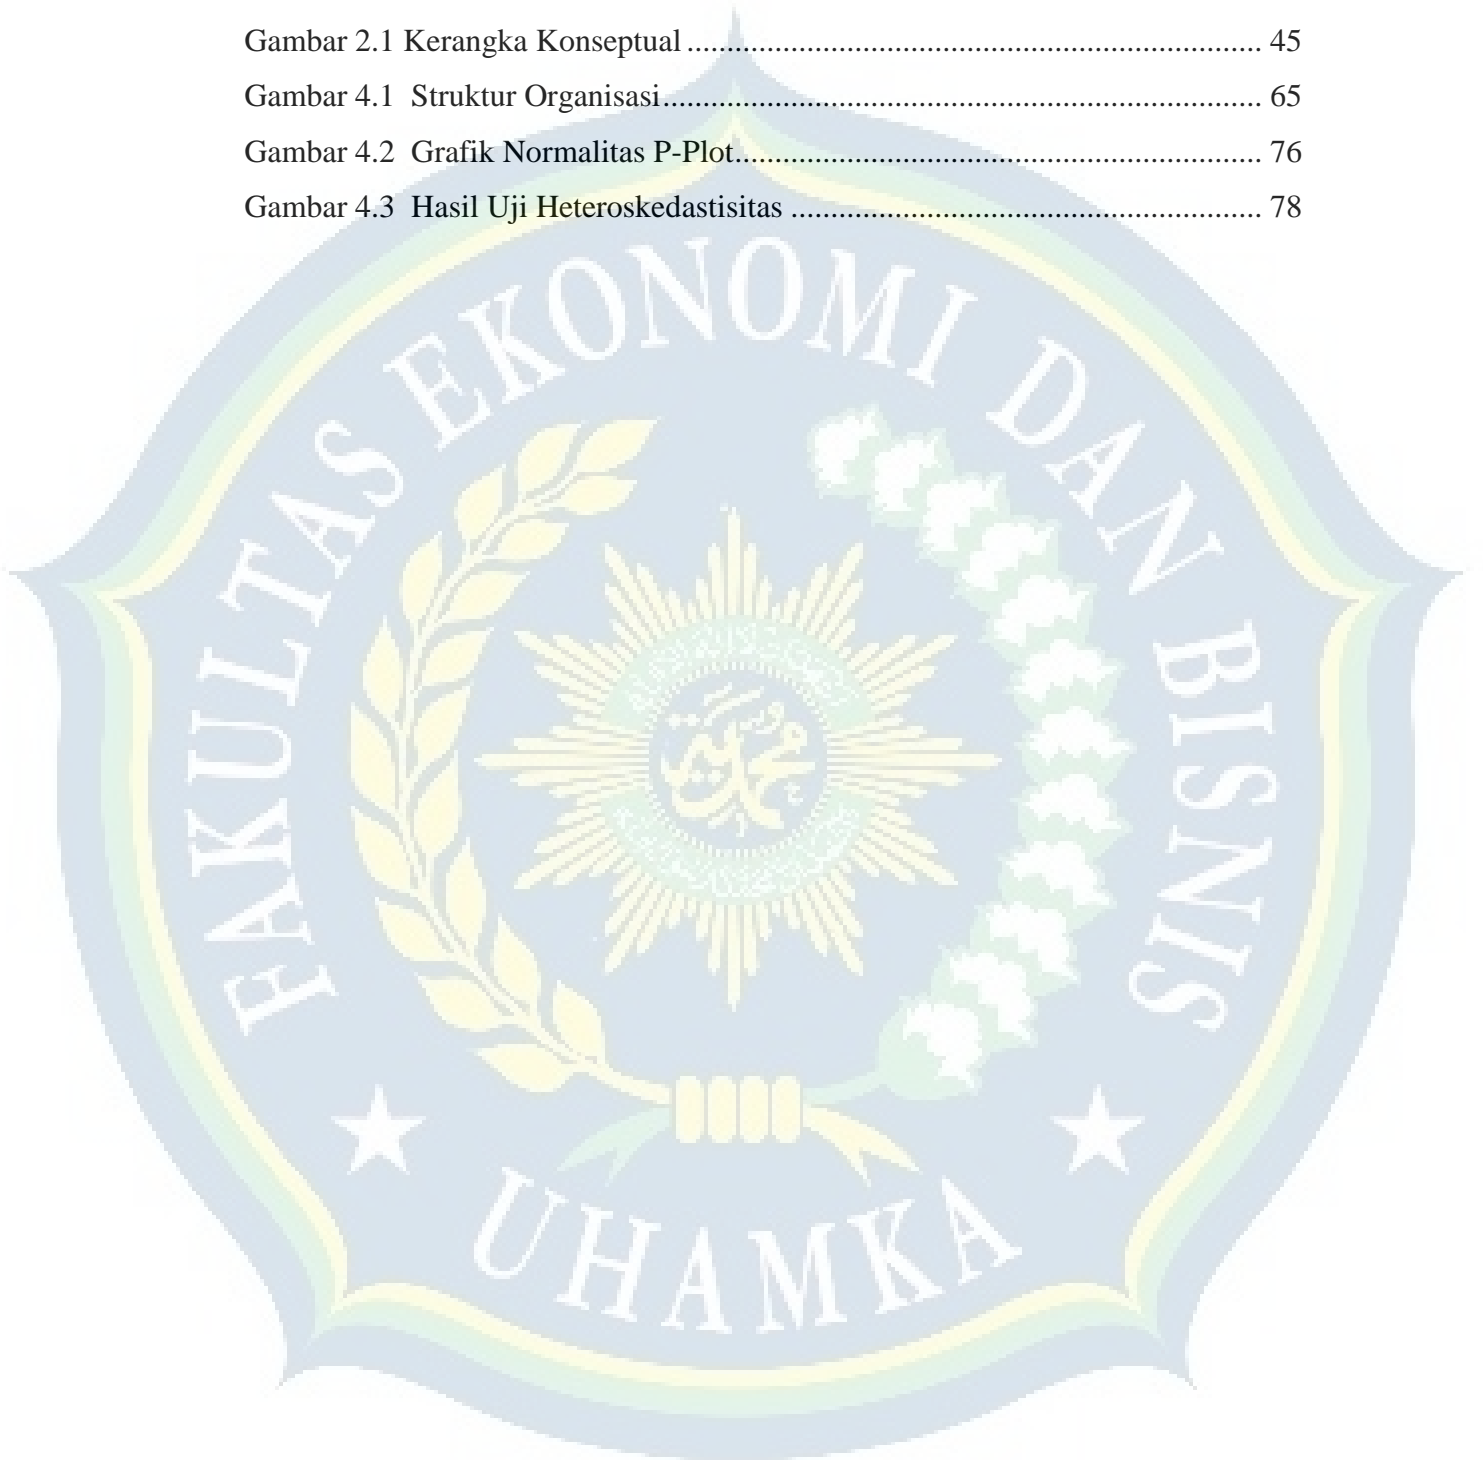 Gambar 2.1 Kerangka Konseptual ........................................................................ 45
Gambar 4.1  Struktur Organisasi........................................................................... 65
Gambar 4.2  Grafik Normalitas P-Plot.................................................................. 76
Gambar 4.3  Hasil Uji Heteroskedastisitas ........................................................... 78
FAKULTAS EKONOMI DAN BISNIS
محمدية
UHAMKA